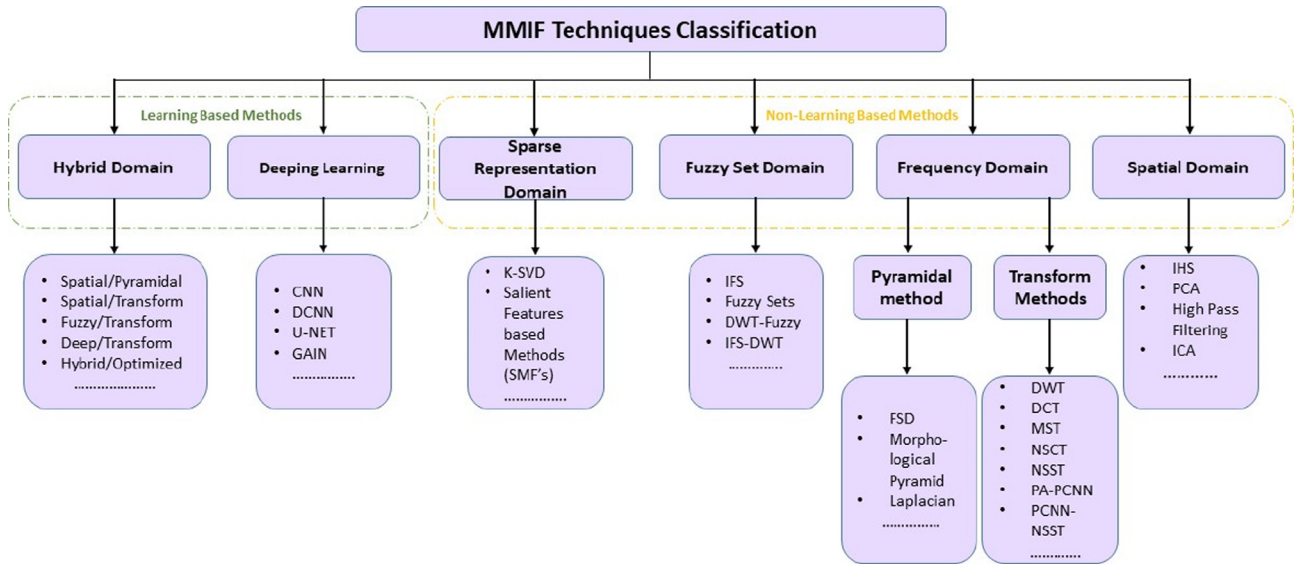 MMIF Techniques Classification
Learning Based Methods
Non-Learning Based Methods
Hybrid Domain
Deeping Learning
Sparse
Representation
Domain
Fuzzy Set Domain
Frequency Domain
Spatial Domain
• Spatial/Pyramidal
• Spatial/Transform
• Fuzzy/Transform
• Deep/Transform
• Hybrid/Optimized
.....................
• CNN
• DCNN
• U-NET
• GAIN
................
• K-SVD
• Salient
Features
based
Methods
(SMF's)
................
• IFS
• Fuzzy Sets
• DWT-Fuzzy
• IFS-DWT
..............
Pyramidal
method
• FSD
• Morpho-
logical
Pyramid
• Laplacian
...............
Transform
Methods
• DWT
• DCT
• MST
• NSCT
• NSST
• PA-PCNN
• PCNN-
NSST
.............
• IHS
• PCA
• High Pass
Filtering
• ICA
..............